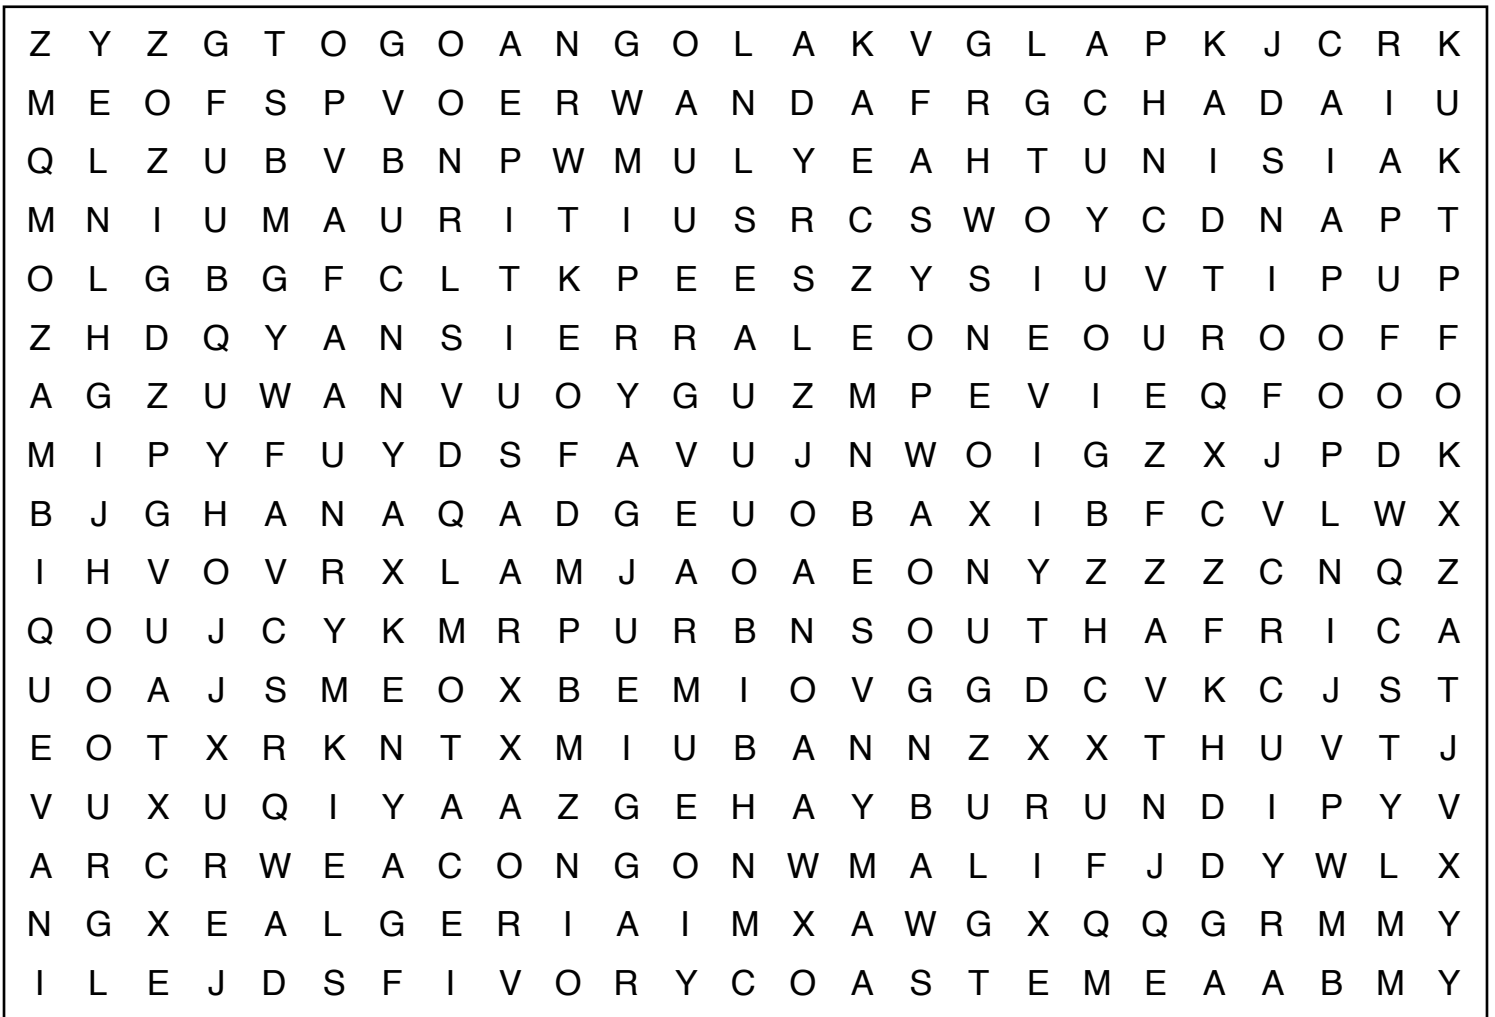 Z Y Z G T O G O A N G O L A K V G L A P K J C R K
M E O F S P V O E R W A N D A F R G C H A D A I U
Q L Z U B V B N P W M U L Y E A H T U N I S I A K
M N I U M A U R I T I U S R C S W O Y C D N A P T
O L G B G F C L T K P E E S Z Y S I U V T I P U P
Z H D Q Y A N S I E R R A L E O N E O U R O O F F
A G Z U W A N V U O Y G U Z M P E V I E Q F O O O
M I P Y F U Y D S F A V U J N W O I G Z X J P D K
B J G H A N A Q A D G E U O B A X I B F C V L W X
I H V O V R X L A M J A O A E O N Y Z Z Z C N Q Z
Q O U J C Y K M R P U R B N S O U T H A F R I C A
U O A J S M E O X B E M I O V G G D C V K C J S T
E O T X R K N T X M I U B A N N Z X X T H U V T J
V U X U Q I Y A A Z G E H A Y B U R U N D I P Y V
A R C R W E A C O N G O N W M A L I F J D Y W L X
N G X E A L G E R I A I M X A W G X Q Q G R M M Y
I L E J D S F I V O R Y C O A S T E M E A A B M Y